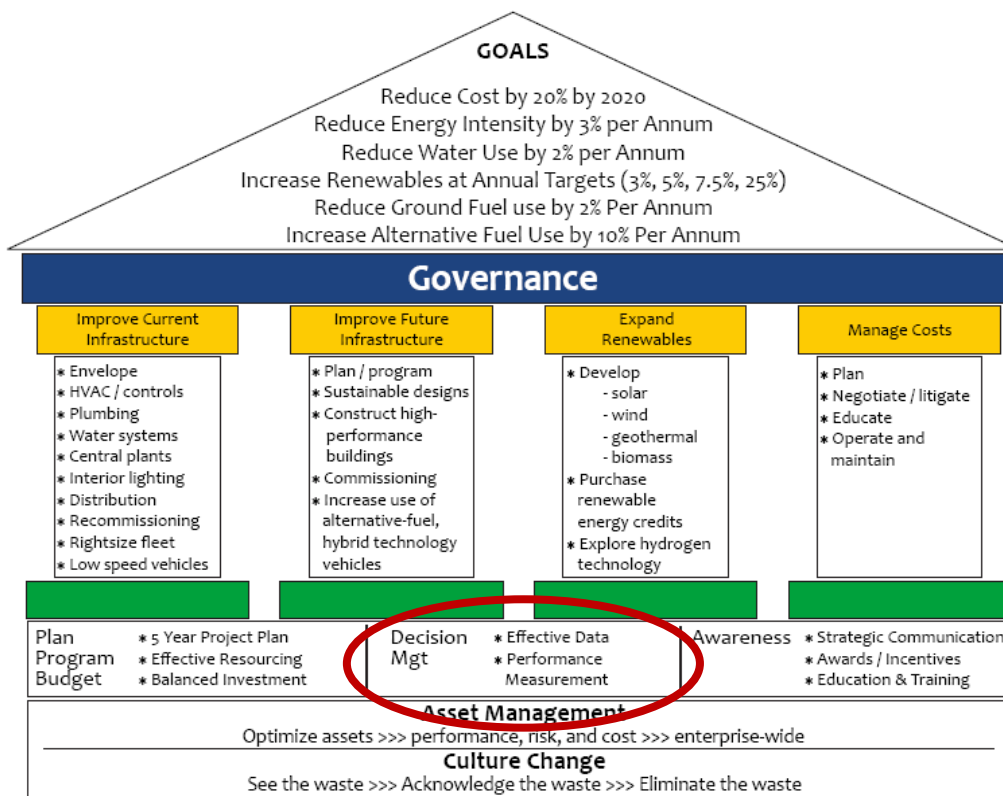 GOALS
Reduce Cost by 20% by 2020
Reduce Energy Intensity by 3% per Annum
Reduce Water Use by 2% per Annum
Increase Renewables at Annual Targets (3%, 5%, 7.5%, 25%)
Reduce Ground Fuel use by 2% Per Annum
Increase Alternative Fuel Use by 10% Per Annum
Governance
Improve Current
Infrastructure
* Envelope
* HVAC / controls
* Plumbing
* Water systems
* Central plants
* Interior lighting
* Distribution
* Recommissioning
* Rightsize fleet
* Low speed vehicles
Improve Future
Infrastructure
* Plan / program
* Sustainable designs
* Construct high-
performance
buildings
* Commissioning
* Increase use of
alternative-fuel,
hybrid technology
vehicles
Expand
Renewables
* Develop
- solar
- wind
- geothermal
- biomass
* Purchase
renewable
energy credits
* Explore hydrogen
technology
Manage Costs
* Plan
* Negotiate / litigate
* Educate
* Operate and
maintain
Plan
Program
Budget
* 5 Year Project Plan
* Effective Resourcing
* Balanced Investment
Decision
Mgt
* Effective Data
* Performance
Measurement
Awareness
* Strategic Communication
* Awards / Incentives
* Education & Training
Asset Management
Optimize assets >>> performance, risk, and cost >>> enterprise-wide
Culture Change
See the waste >>> Acknowledge the waste >>> Eliminate the waste